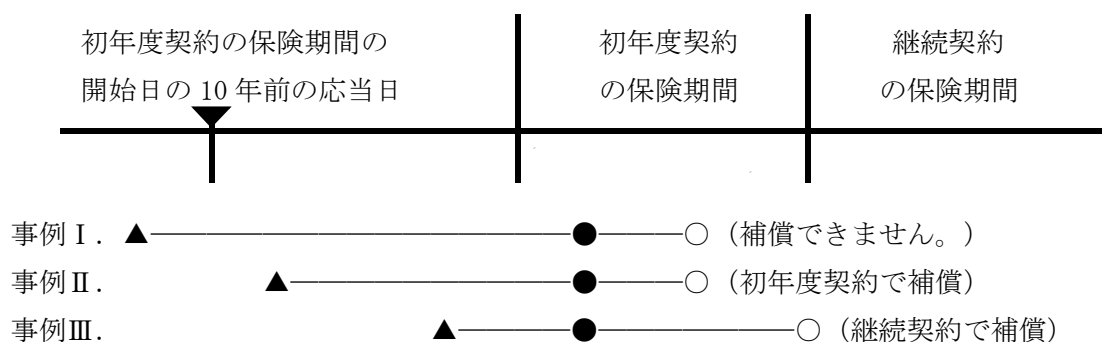 初年度契約の保険期間の
開始日の 10 年前の応当日
初年度契約
の保険期間
継続契約
の保険期間
事例Ⅰ. ▲――――――――●―――○ (補償できません。)
事例Ⅱ. ▲――――――●―――○ (初年度契約で補償)
事例Ⅲ. ▲―――●――――――○ (継続契約で補償)